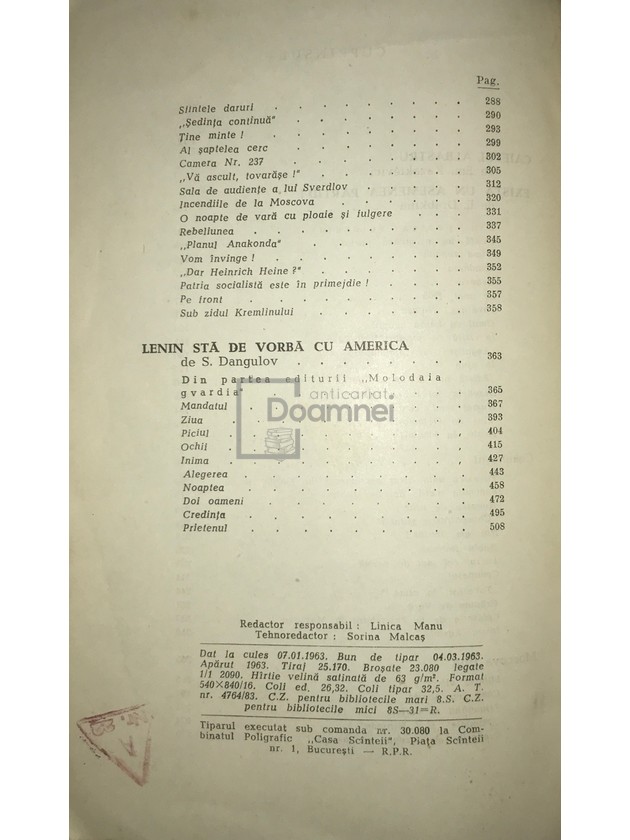 Pag.
Sfintele daruri . . . . . . . . 288
„Ședința continuă“ . . . . . . . 290
Ține minte ! . . . . . . . . 293
Al șaptelea cerc . . . . . . . . 299
Camera Nr. 237 . . . . . . . 302
„Vă ascult, tovarășe !“ . . . . . . 305
Sala de audiențe a lui Sverdlov . . . . . 312
Incendiile de la Moscova . . . . . . 320
O noapte de vară cu ploaie și fulgere . . . 331
Rebeliunea . . . . . . . . . 337
„Planul Anakonda“ . . . . . . . 345
Vom învinge ! . . . . . . . . 349
„Dar Heinrich Heine ?“ . . . . . . 352
Patria socialistă este în primejdie ! . . . . 355
Pe front . . . . . . . . . 357
Sub zidul Kremlinului . . . . . . 358
LENIN STĂ DE VORBĂ CU AMERICA
de S. Dangulov . . . . . . . 363
Din partea editurii „Molodaia
gvardia“ . . . . . . . . 365
Mandatul . . . . . . . . . 367
Ziua . . . . . . . . . 393
Piciul . . . . . . . . . 404
Ochii . . . . . . . . . 415
Inima . . . . . . . . . 427
Alegerea . . . . . . . . . 443
Noaptea . . . . . . . . . 458
Doi oameni . . . . . . . . 472
Credința . . . . . . . . . 495
Prietenul . . . . . . . . . 508
anticariat
Doamnei
Redactor responsabil : Linica Manu
Tehnoredactor : Sorina Malcaș
Dat la cules 07.01.1963. Bun de tipar 04.03.1963.
Apărut 1963. Tiraj 25.170. Broșate 23.080 legate
1/1 2090. Hîrtie velină satinată de 63 g/m². Format
540×840/16. Coli ed. 26,32. Coli tipar 32,5. A. T.
nr. 4764/83. C.Z. pentru bibliotecile mari 8.S. C.Z.
pentru bibliotecile mici 8S—31=R.
Tiparul executat sub comanda nr. 30.080 la Com-
binatul Poligrafic „Casa Scînteii“, Piața Scînteii
nr. 1, București — R.P.R.